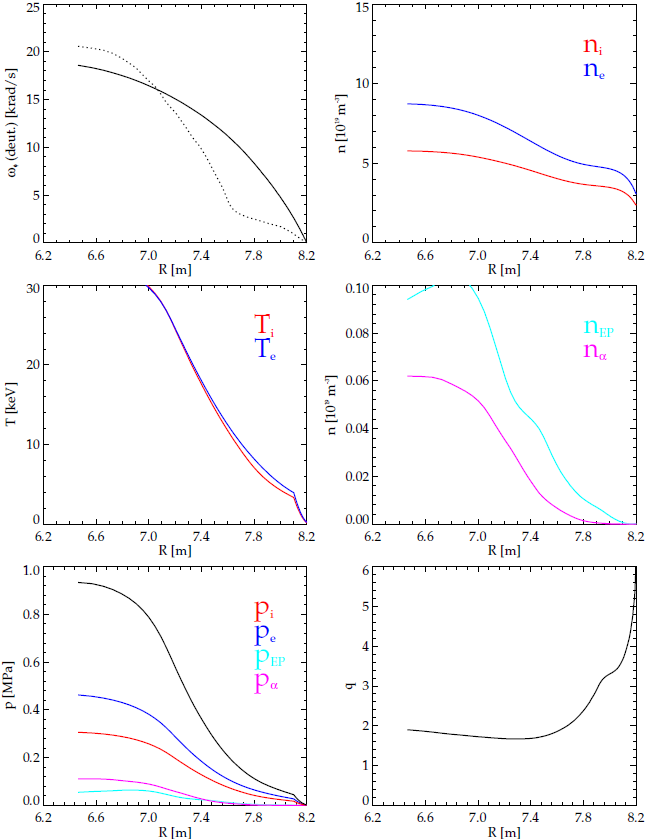 25
20
15
10
5
0
ω* (deut.) [krad/s]
6.2 6.6 7.0 7.4 7.8 8.2
R [m]
15
10
5
0
n [10¹⁹ m⁻³]
nᵢ
nₑ
6.2 6.6 7.0 7.4 7.8 8.2
R [m]
30
20
10
0
T [keV]
Tᵢ
Tₑ
6.2 6.6 7.0 7.4 7.8 8.2
R [m]
0.10
0.08
0.06
0.04
0.02
0.00
n [10¹⁹ m⁻³]
n_EP
n_α
6.2 6.6 7.0 7.4 7.8 8.2
R [m]
1.0
0.8
0.6
0.4
0.2
0.0
p [MPa]
pᵢ
pₑ
p_EP
p_α
6.2 6.6 7.0 7.4 7.8 8.2
R [m]
6
5
4
3
2
1
0
q
6.2 6.6 7.0 7.4 7.8 8.2
R [m]